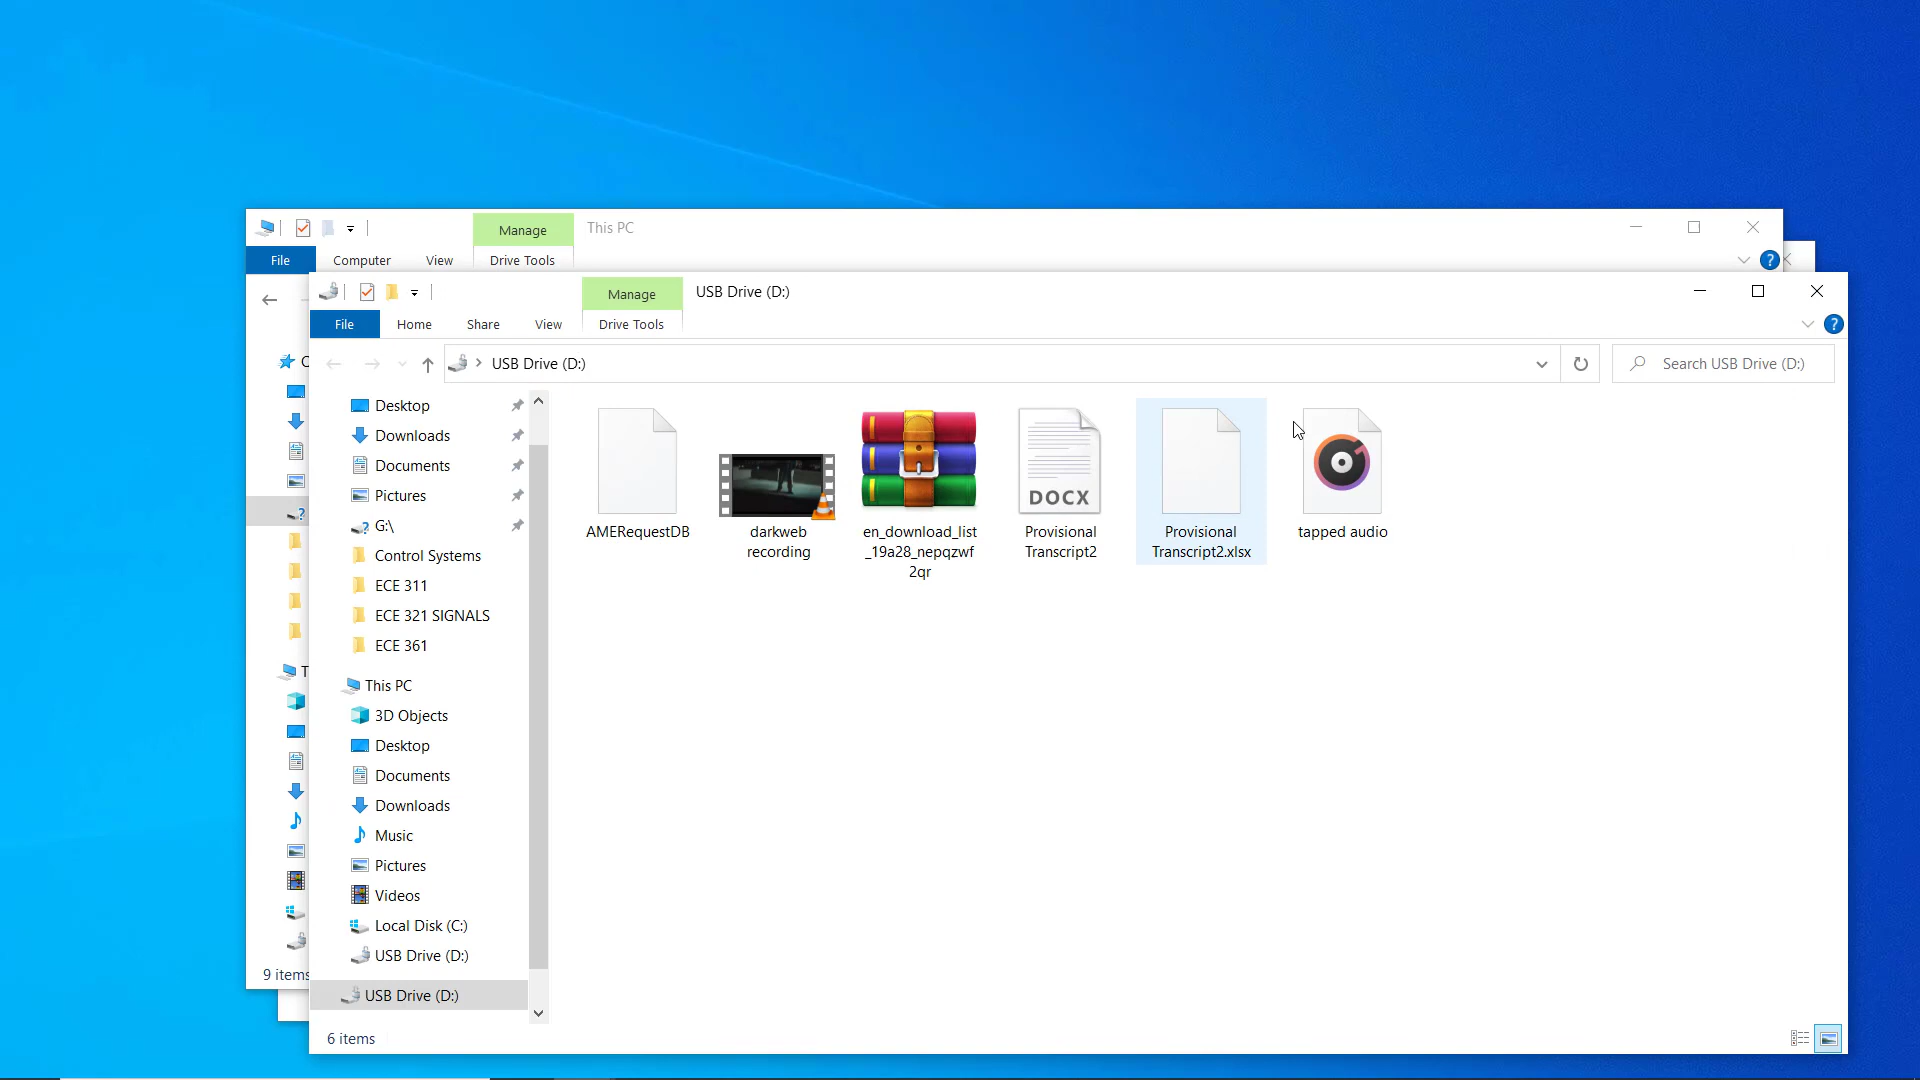 Manage
This PC
File
Computer
View
Drive Tools
Manage
USB Drive (D:)
File
Home
Share
View
Drive Tools
USB Drive (D:)
Search USB Drive (D:)
Desktop
Downloads
Documents
Pictures
G:\
Control Systems
ECE 311
ECE 321 SIGNALS
ECE 361
This PC
3D Objects
Desktop
Documents
Downloads
Music
Pictures
Videos
Local Disk (C:)
USB Drive (D:)
USB Drive (D:)
AMERequestDB
darkweb
recording
en_download_list
_19a28_nepqzwf
2qr
DOCX
Provisional
Transcript2
Provisional
Transcript2.xlsx
tapped audio
9 items
6 items